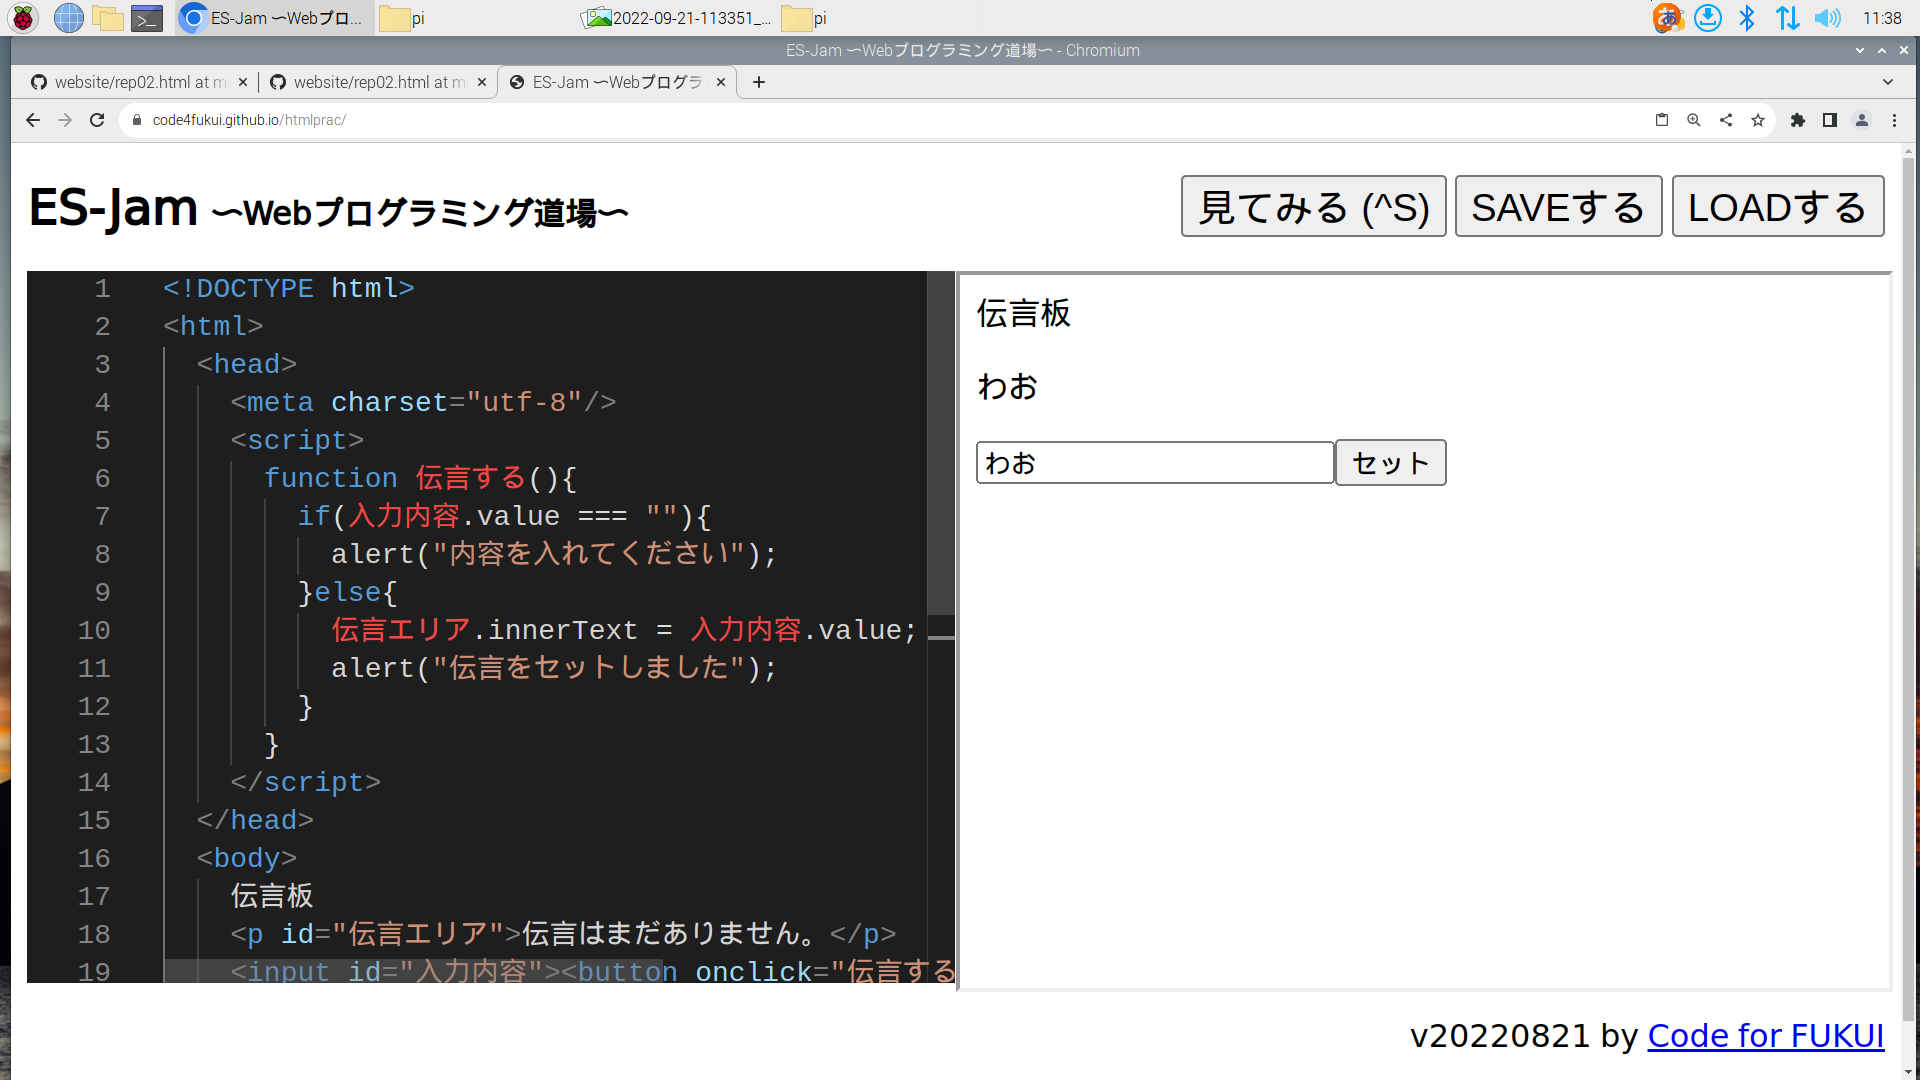 ES-Jam 〜Webプロ...
pi
2022-09-21-113351_...
pi
11:38
ES-Jam 〜Webプログラミング道場〜 - Chromium
website/rep02.html at m
website/rep02.html at m
ES-Jam 〜Webプログラ
code4fukui.github.io/htmlprac/
ES-Jam 〜Webプログラミング道場〜
見てみる (^S)
SAVEする
LOADする
1 <!DOCTYPE html>
2 <html>
3 <head>
4 <meta charset="utf-8"/>
5 <script>
6 function 伝言する(){
7 if(入力内容.value === ""){
8 alert("内容を入れてください");
9 }else{
10 伝言エリア.innerText = 入力内容.value;
11 alert("伝言をセットしました");
12 }
13 }
14 </script>
15 </head>
16 <body>
17 伝言板
18 <p id="伝言エリア">伝言はまだありません。</p>
19 <input id="入力内容"><button onclick="伝言する
伝言板
わお
わお
セット
v20220821 by Code for FUKUI